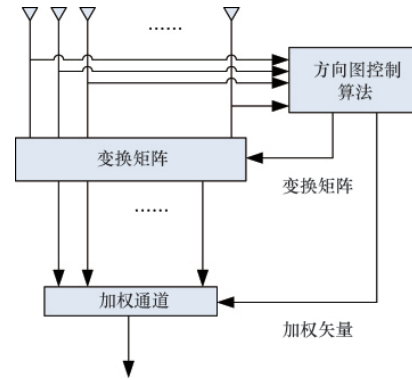 ……
方向图控制
算法
变换矩阵
变换矩阵
……
加权通道
加权矢量